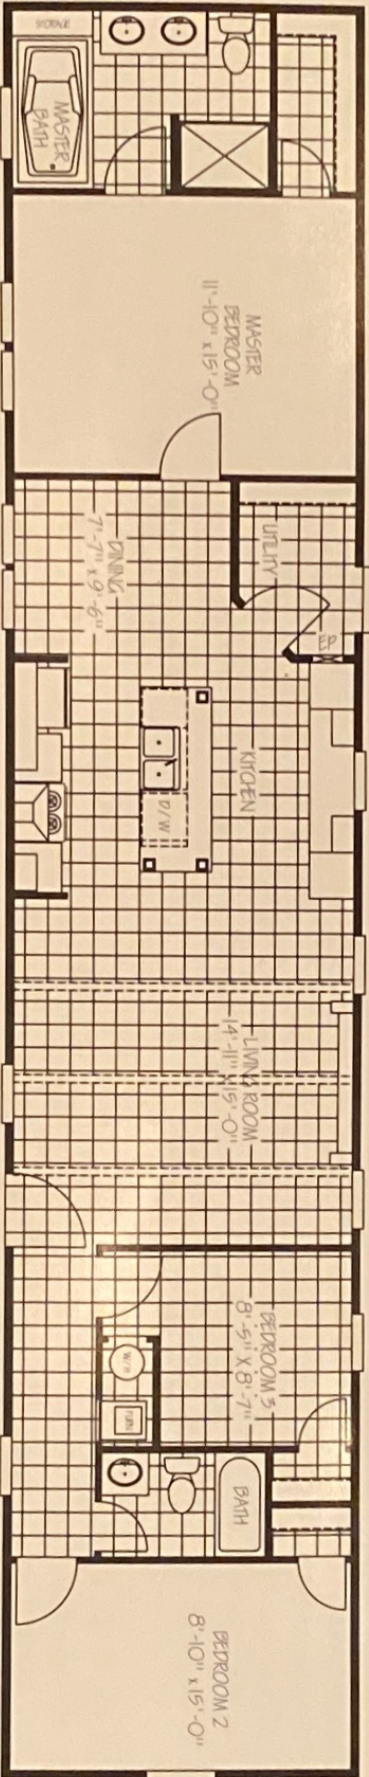 MASTER
BATH
MASTER
BEDROOM
11'-10" x 15'-0"
UTILITY
DINING
7'-7" x 9'-6"
EP
KITCHEN
D/W
LIVING ROOM
14'-11" x 15'-0"
BEDROOM 3
8'-5" X 8'-7"
W/H
FURN
BATH
BEDROOM 2
8'-10" x 15'-0"